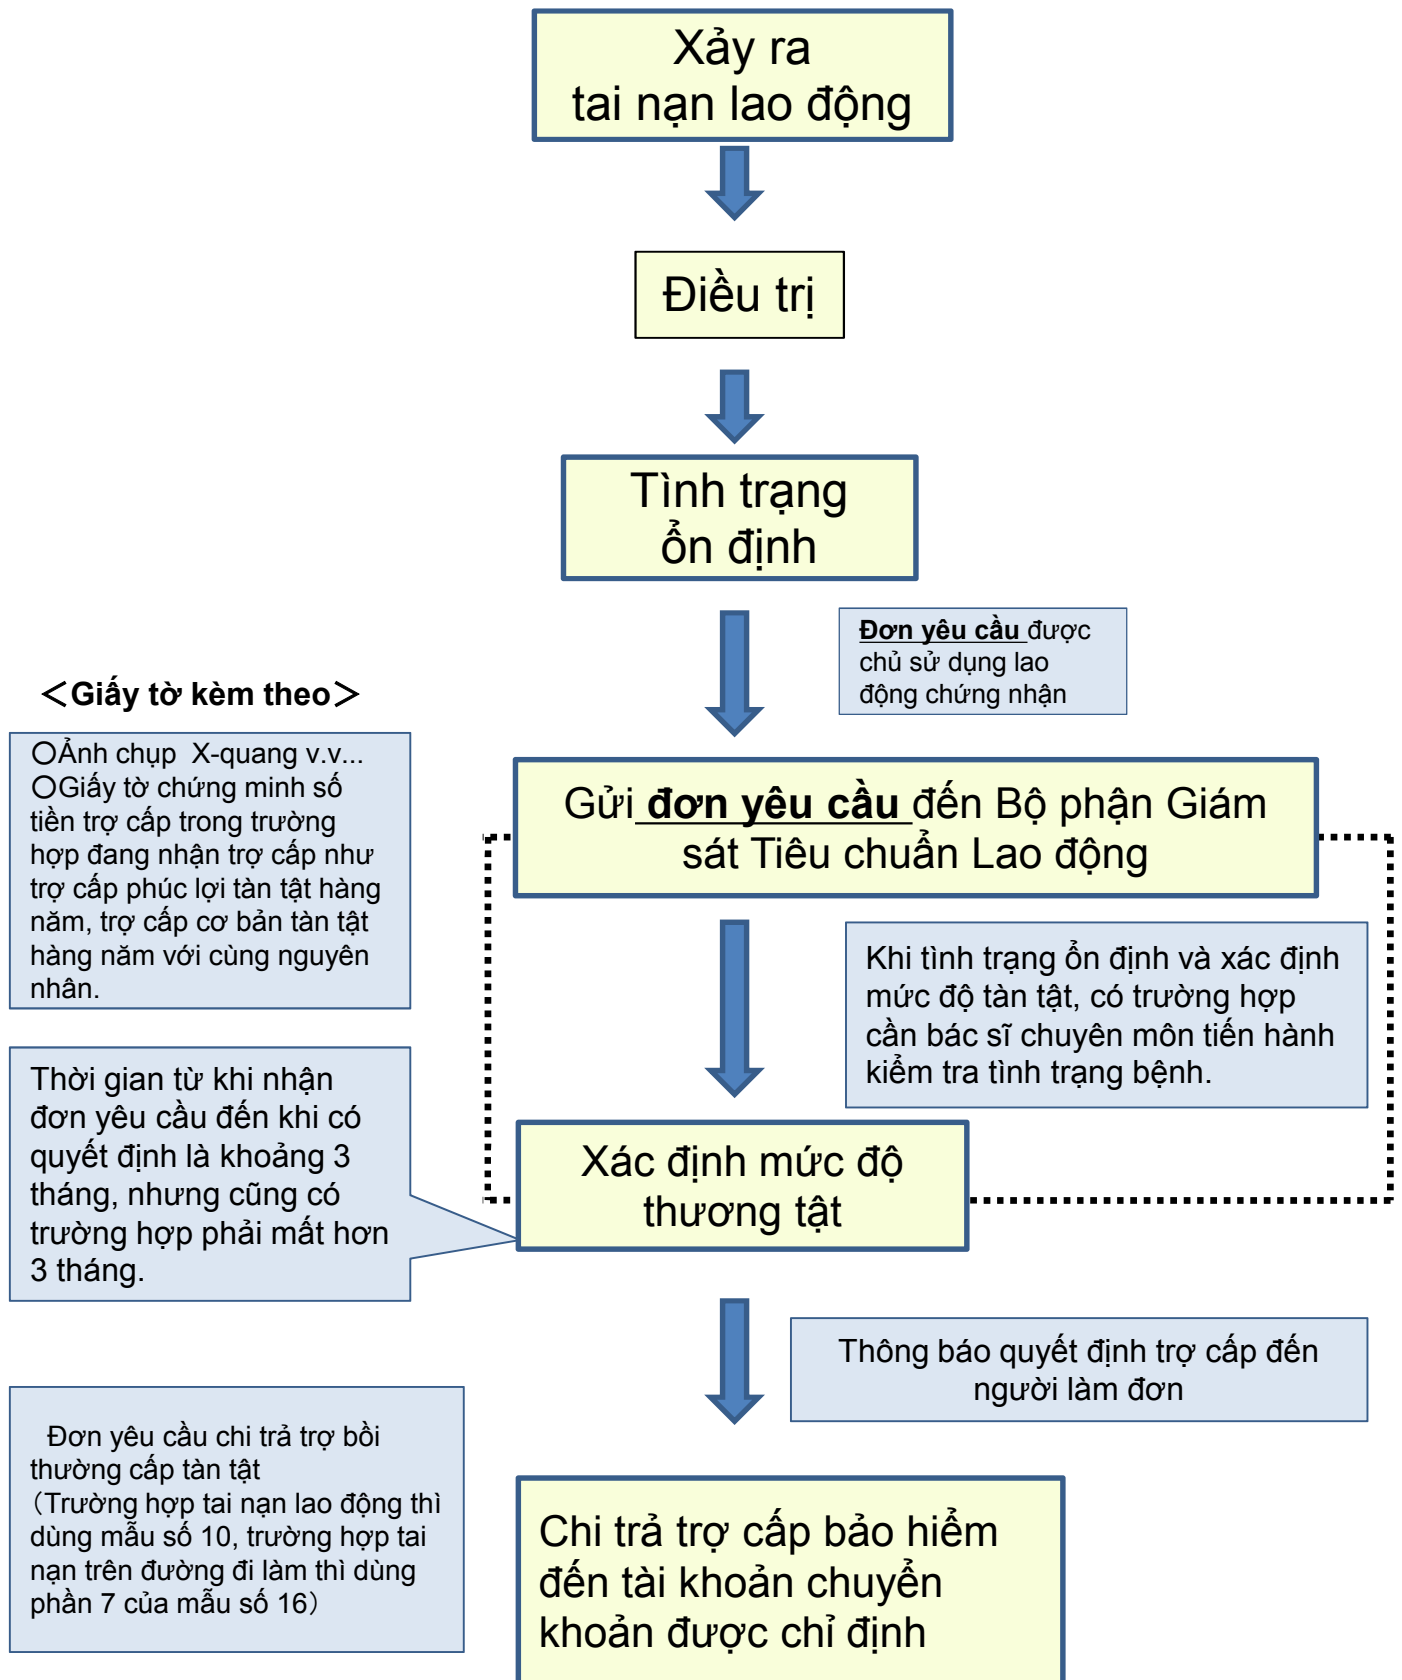 Xảy ra
tai nạn lao động
Điều trị
Tình trạng
ổn định
Đơn yêu cầu được
chủ sử dụng lao
động chứng nhận
＜Giấy tờ kèm theo＞
○Ảnh chụp X-quang v.v...
○Giấy tờ chứng minh số
tiền trợ cấp trong trường
hợp đang nhận trợ cấp như
trợ cấp phúc lợi tàn tật hàng
năm, trợ cấp cơ bản tàn tật
hàng năm với cùng nguyên
nhân.
Gửi đơn yêu cầu đến Bộ phận Giám
sát Tiêu chuẩn Lao động
Khi tình trạng ổn định và xác định
mức độ tàn tật, có trường hợp
cần bác sĩ chuyên môn tiến hành
kiểm tra tình trạng bệnh.
Thời gian từ khi nhận
đơn yêu cầu đến khi có
quyết định là khoảng 3
tháng, nhưng cũng có
trường hợp phải mất hơn
3 tháng.
Xác định mức độ
thương tật
Thông báo quyết định trợ cấp đến
người làm đơn
Đơn yêu cầu chi trả trợ bồi
thường cấp tàn tật
（Trường hợp tai nạn lao động thì
dùng mẫu số 10, trường hợp tai
nạn trên đường đi làm thì dùng
phần 7 của mẫu số 16）
Chi trả trợ cấp bảo hiểm
đến tài khoản chuyển
khoản được chỉ định